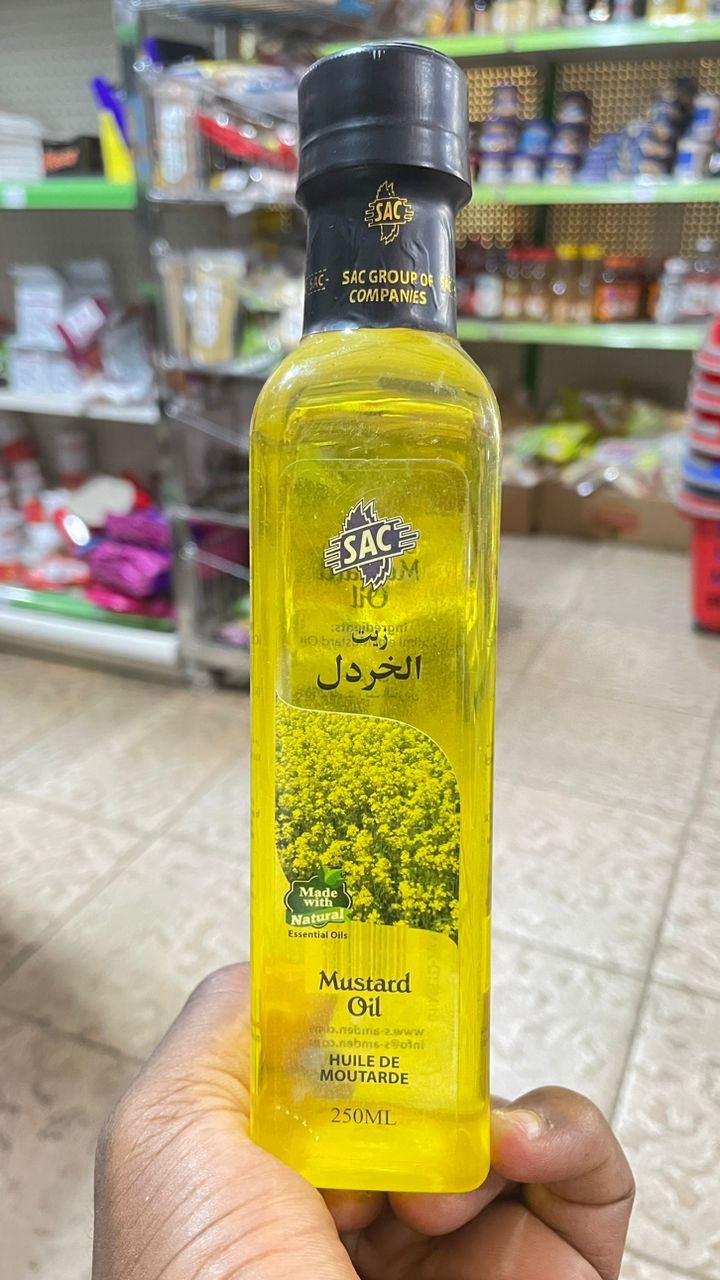 SAC
SAC GROUP OF
COMPANIES
SAC
زيت
الخردل
Made
with
Natural
Essential Oils
Mustard
Oil
HUILE DE
MOUTARDE
250ML